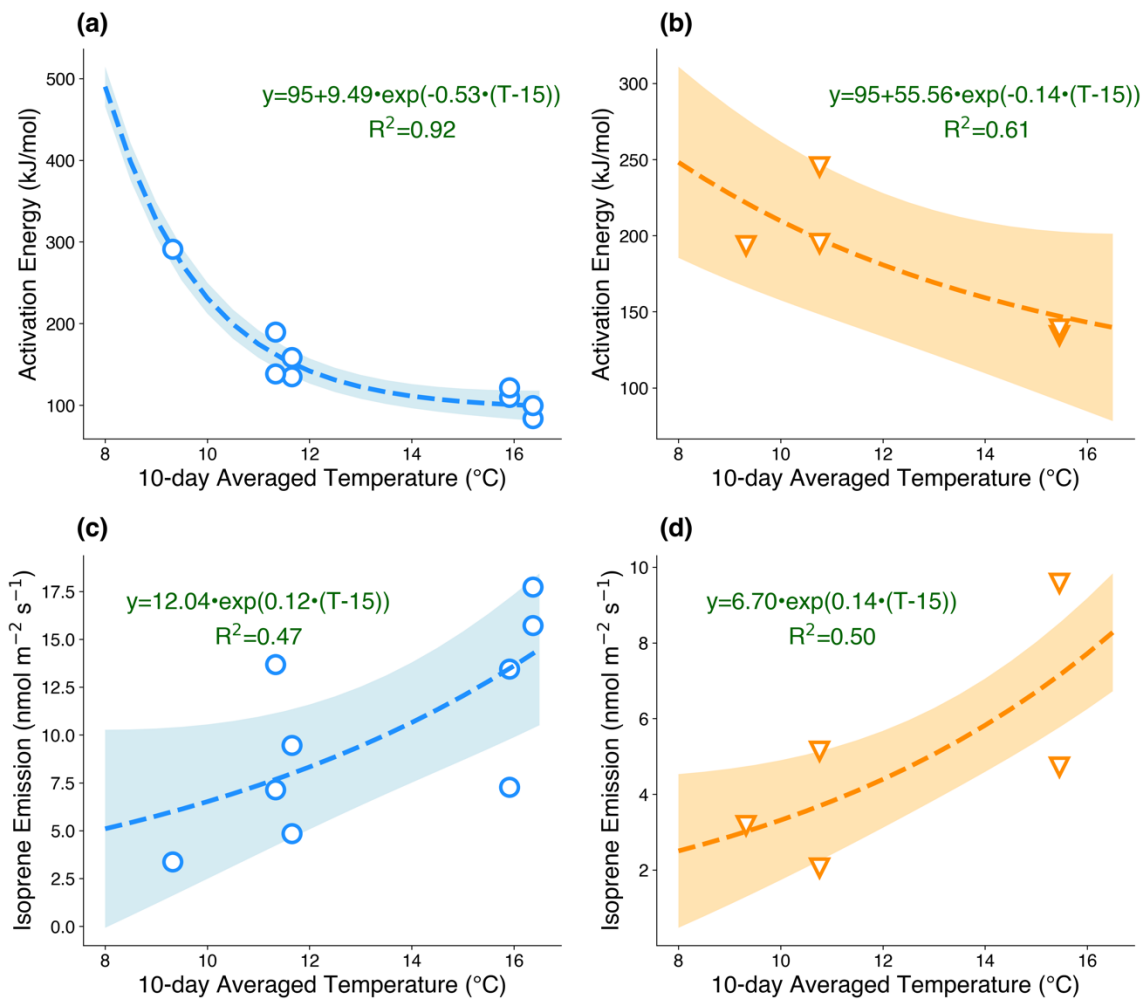 (a)
y=95+9.49•exp(-0.53•(T-15))
R²=0.92
500
400
300
200
100
8 10 12 14 16
Activation Energy (kJ/mol)
10-day Averaged Temperature (°C)
(b)
y=95+55.56•exp(-0.14•(T-15))
R²=0.61
300
250
200
150
100
8 10 12 14 16
Activation Energy (kJ/mol)
10-day Averaged Temperature (°C)
(c)
y=12.04•exp(0.12•(T-15))
R²=0.47
17.5
15.0
12.5
10.0
7.5
5.0
2.5
0.0
8 10 12 14 16
Isoprene Emission (nmol m⁻² s⁻¹)
10-day Averaged Temperature (°C)
(d)
y=6.70•exp(0.14•(T-15))
R²=0.50
10
8
6
4
2
8 10 12 14 16
Isoprene Emission (nmol m⁻² s⁻¹)
10-day Averaged Temperature (°C)